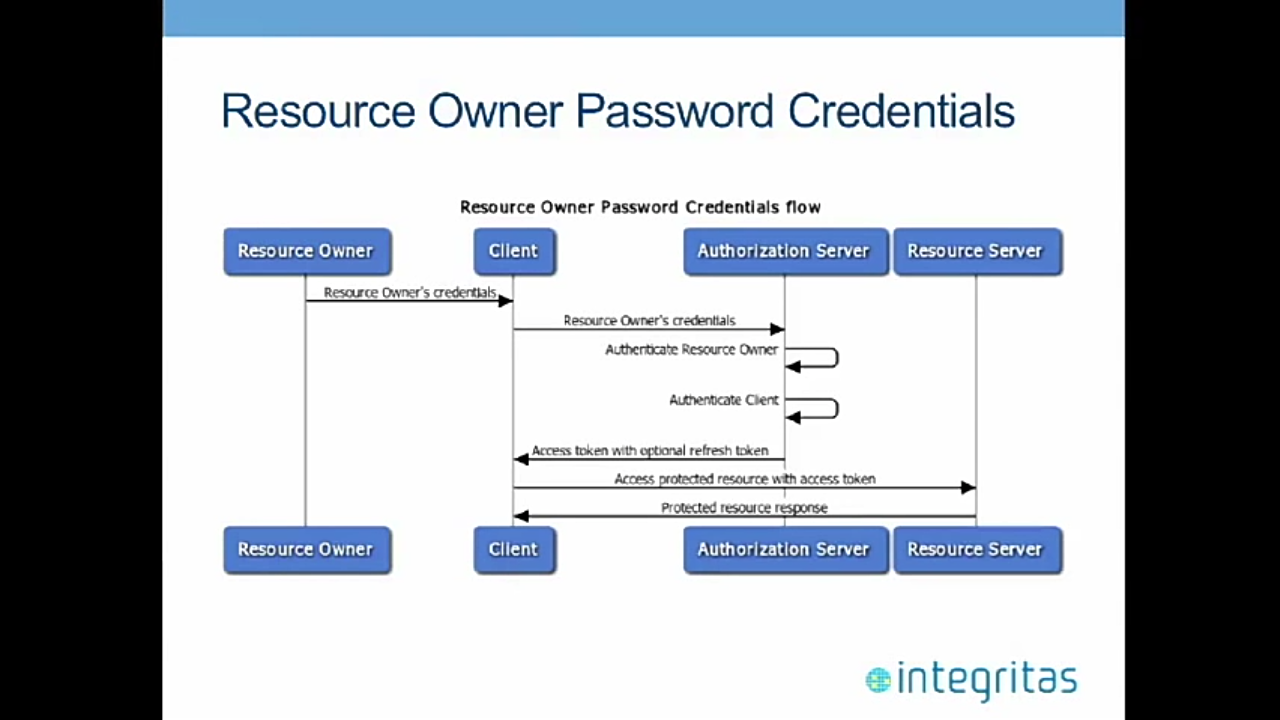 Resource Owner Password Credentials
Resource Owner Password Credentials flow
Resource Owner
Client
Authorization Server
Resource Server
Resource Owner's credentials
Resource Owner's credentials
Authenticate Resource Owner
Authenticate Client
Access token with optional refresh token
Access protected resource with access token
Protected resource response
Resource Owner
Client
Authorization Server
Resource Server
integritas